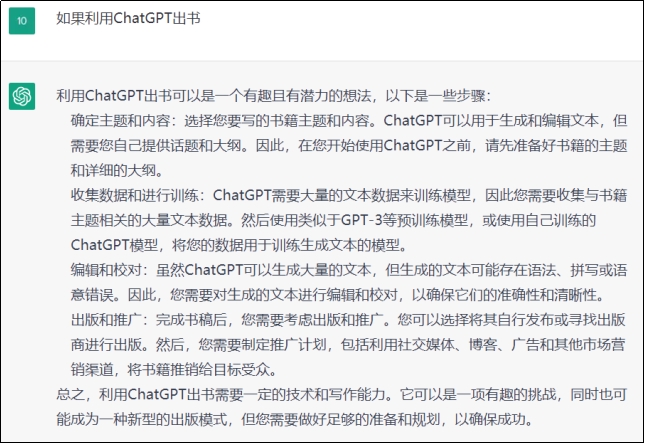 10
如果利用ChatGPT出书
利用ChatGPT出书可以是一个有趣且有潜力的想法，以下是一些步骤：
确定主题和内容：选择您要写的书籍主题和内容。ChatGPT可以用于生成和编辑文本，但
需要您自己提供话题和大纲。因此，在您开始使用ChatGPT之前，请先准备好书籍的主题
和详细的大纲。
收集数据和进行训练：ChatGPT需要大量的文本数据来训练模型，因此您需要收集与书籍
主题相关的大量文本数据。然后使用类似于GPT-3等预训练模型，或使用自己训练的
ChatGPT模型，将您的数据用于训练生成文本的模型。
编辑和校对：虽然ChatGPT可以生成大量的文本，但生成的文本可能存在语法、拼写或语
意错误。因此，您需要对生成的文本进行编辑和校对，以确保它们的准确性和清晰性。
出版和推广：完成书稿后，您需要考虑出版和推广。您可以选择将其自行发布或寻找出版
商进行出版。然后，您需要制定推广计划，包括利用社交媒体、博客、广告和其他市场营
销渠道，将书籍推销给目标受众。
总之，利用ChatGPT出书需要一定的技术和写作能力。它可以是一项有趣的挑战，同时也可
能成为一种新型的出版模式，但您需要做好足够的准备和规划，以确保成功。